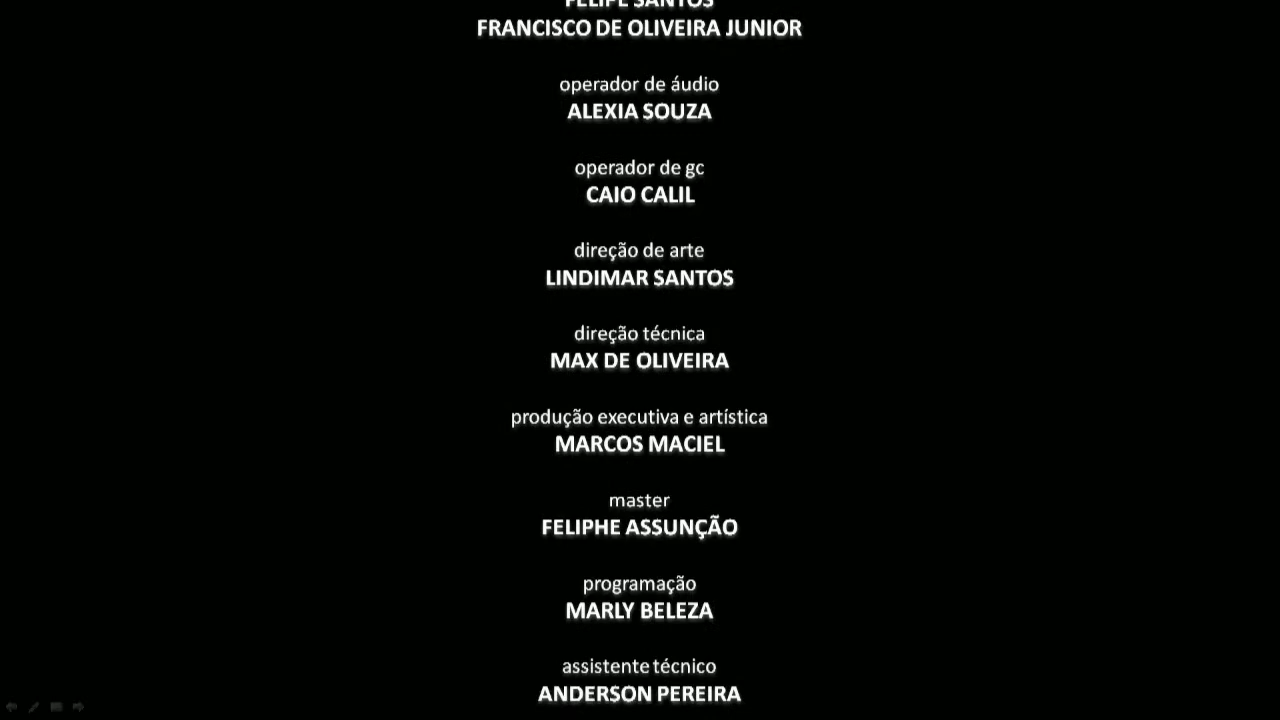 FELIPE SANTOS
FRANCISCO DE OLIVEIRA JUNIOR
operador de áudio
ALEXIA SOUZA
operador de gc
CAIO CALIL
direção de arte
LINDIMAR SANTOS
direção técnica
MAX DE OLIVEIRA
produção executiva e artística
MARCOS MACIEL
master
FELIPHE ASSUNÇÃO
programação
MARLY BELEZA
assistente técnico
ANDERSON PEREIRA